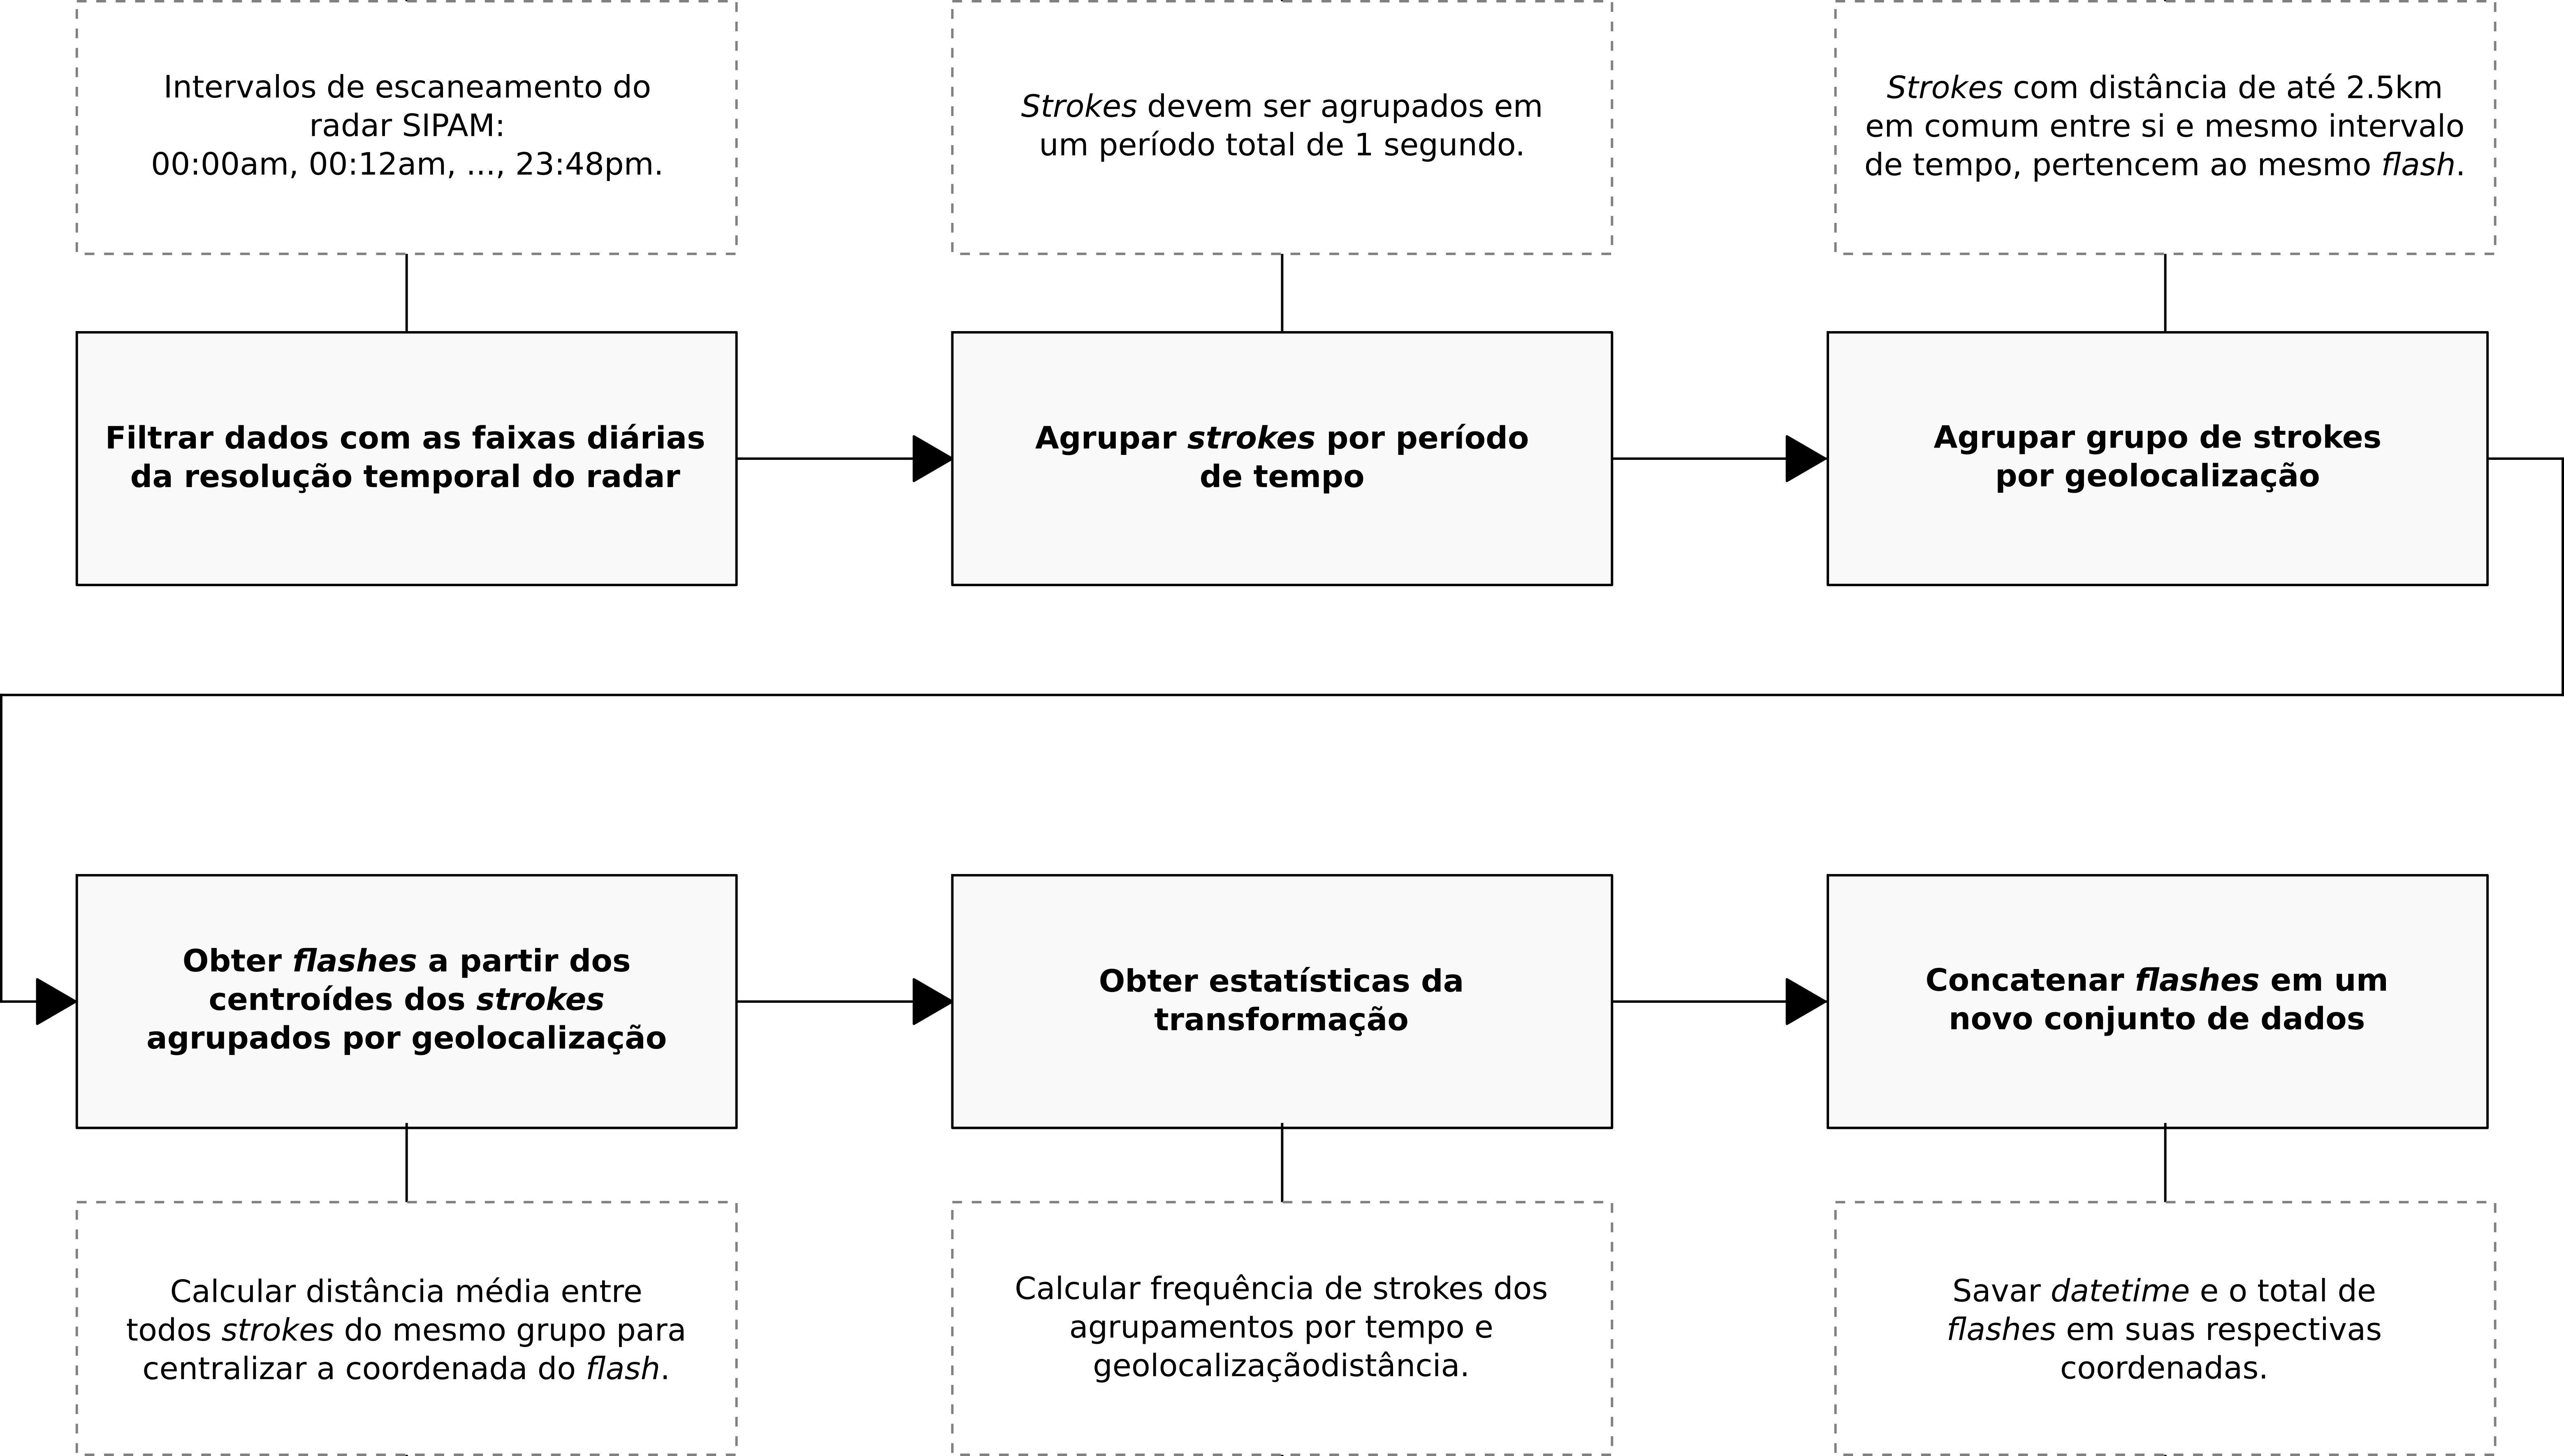 Intervalos de escaneamento do
radar SIPAM:
00:00am, 00:12am, ..., 23:48pm.
Strokes devem ser agrupados em
um período total de 1 segundo.
Strokes com distância de até 2.5km
em comum entre si e mesmo intervalo
de tempo, pertencem ao mesmo flash.
Filtrar dados com as faixas diárias
da resolução temporal do radar
Agrupar strokes por período
de tempo
Agrupar grupo de strokes
por geolocalização
Obter flashes a partir dos
centroídes dos strokes
agrupados por geolocalização
Obter estatísticas da
transformação
Concatenar flashes em um
novo conjunto de dados
Calcular distância média entre
todos strokes do mesmo grupo para
centralizar a coordenada do flash.
Calcular frequência de strokes dos
agrupamentos por tempo e
geolocalizaçãodistância.
Savar datetime e o total de
flashes em suas respectivas
coordenadas.